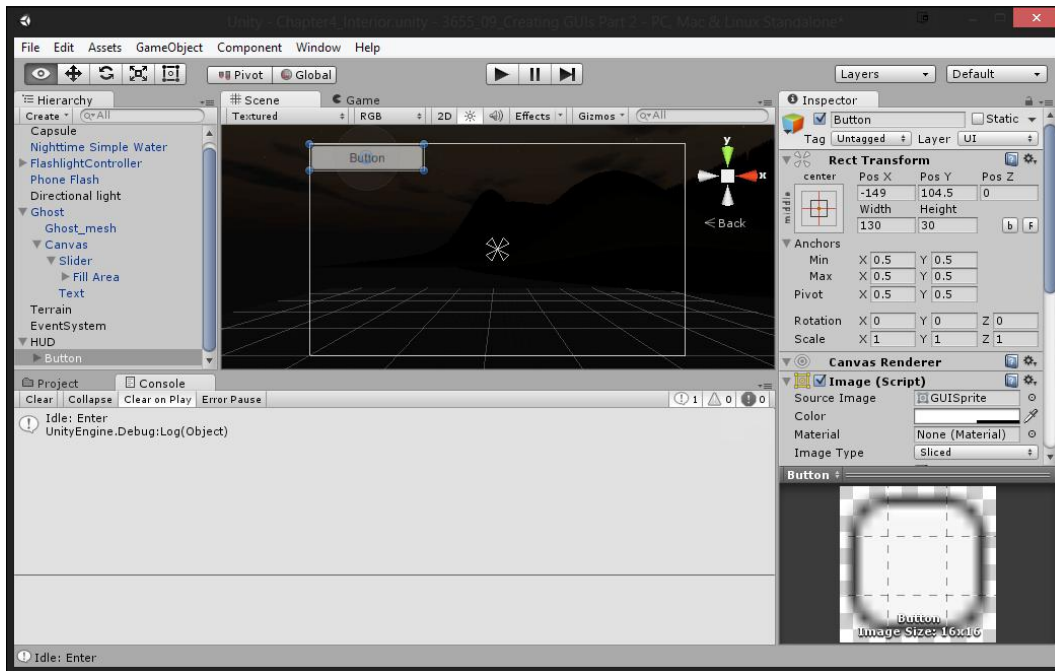 Unity - Chapter4_Interior.unity - 3655_09_Creating GUIs Part 2 - PC, Mac & Linux Standalone*
File Edit Assets GameObject Component Window Help
Pivot Global Layers Default
Hierarchy
Create All
Capsule
Nighttime Simple Water
FlashlightController
Phone Flash
Directional light
Ghost
Ghost_mesh
Canvas
Slider
Fill Area
Text
Terrain
EventSystem
HUD
Button
Scene Game
Textured RGB 2D Effects Gizmos All
Button
y
x
Back
Inspector
Button Static
Tag Untagged Layer UI
Rect Transform
center Pos X Pos Y Pos Z
middle -149 104.5 0
Width Height
130 30 b F
Anchors
Min X 0.5 Y 0.5
Max X 0.5 Y 0.5
Pivot X 0.5 Y 0.5
Rotation X 0 Y 0 Z 0
Scale X 1 Y 1 Z 1
Canvas Renderer
Image (Script)
Source Image GUISprite
Color
Material None (Material)
Image Type Sliced
Button
Button
Image Size: 16x16
Project Console
Clear Collapse Clear on Play Error Pause 1 0 0
Idle: Enter
UnityEngine.Debug:Log(Object)
Idle: Enter